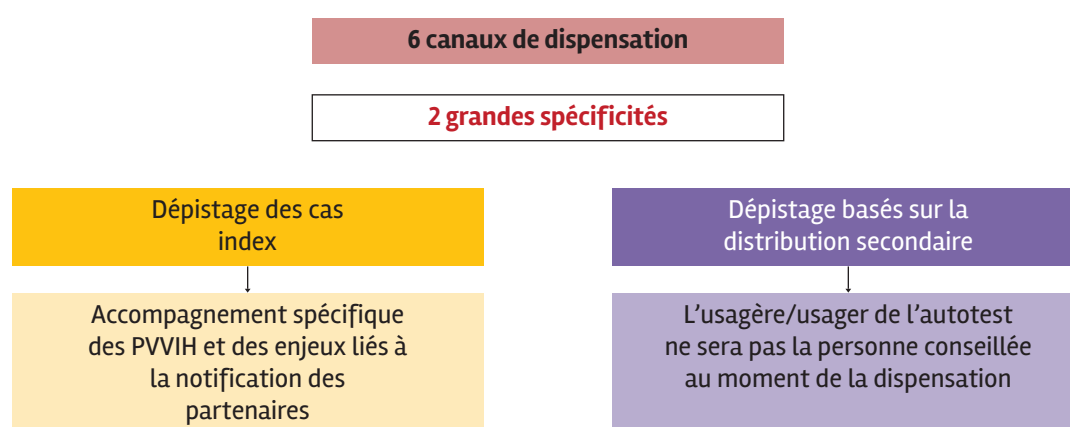 6 canaux de dispensation
2 grandes spécificités
Dépistage des cas
index
Accompagnement spécifique
des PVVIH et des enjeux liés à
la notification des
partenaires
Dépistage basés sur la
distribution secondaire
L'usagère/usager de l'autotest
ne sera pas la personne conseillée
au moment de la dispensation